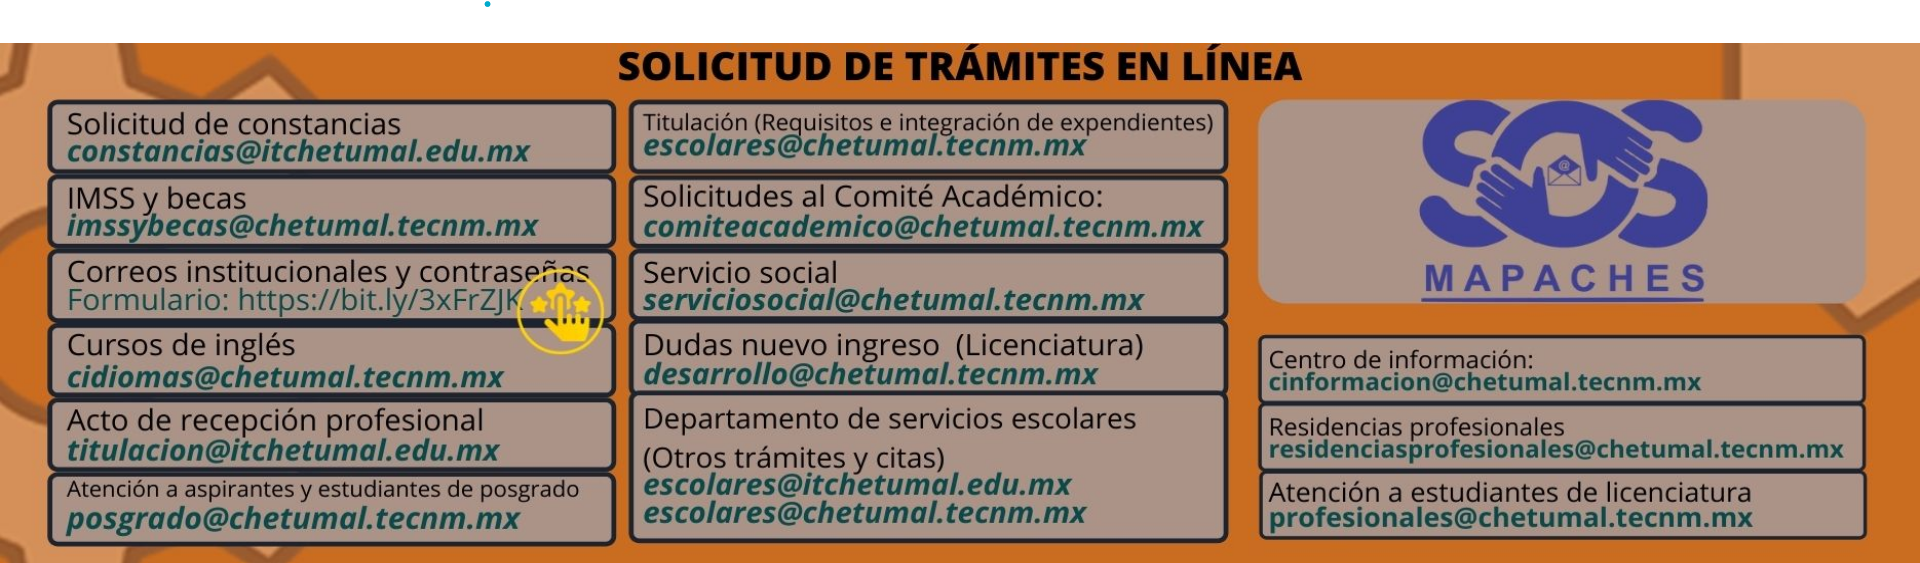 SOLICITUD DE TRÁMITES EN LÍNEA
Solicitud de constancias
constancias@itchetumal.edu.mx
IMSS y becas
imssybecas@chetumal.tecnm.mx
Correos institucionales y contraseñas
Formulario: https://bit.ly/3xFrZJK
Cursos de inglés
cidiomas@chetumal.tecnm.mx
Acto de recepción profesional
titulacion@itchetumal.edu.mx
Atención a aspirantes y estudiantes de posgrado
posgrado@chetumal.tecnm.mx
Titulación (Requisitos e integración de expendientes)
escolares@chetumal.tecnm.mx
Solicitudes al Comité Académico:
comiteacademico@chetumal.tecnm.mx
Servicio social
serviciosocial@chetumal.tecnm.mx
Dudas nuevo ingreso (Licenciatura)
desarrollo@chetumal.tecnm.mx
Departamento de servicios escolares
(Otros trámites y citas)
escolares@itchetumal.edu.mx
escolares@chetumal.tecnm.mx
SOS
@
MAPACHES
Centro de información:
cinformacion@chetumal.tecnm.mx
Residencias profesionales
residenciasprofesionales@chetumal.tecnm.mx
Atención a estudiantes de licenciatura
profesionales@chetumal.tecnm.mx